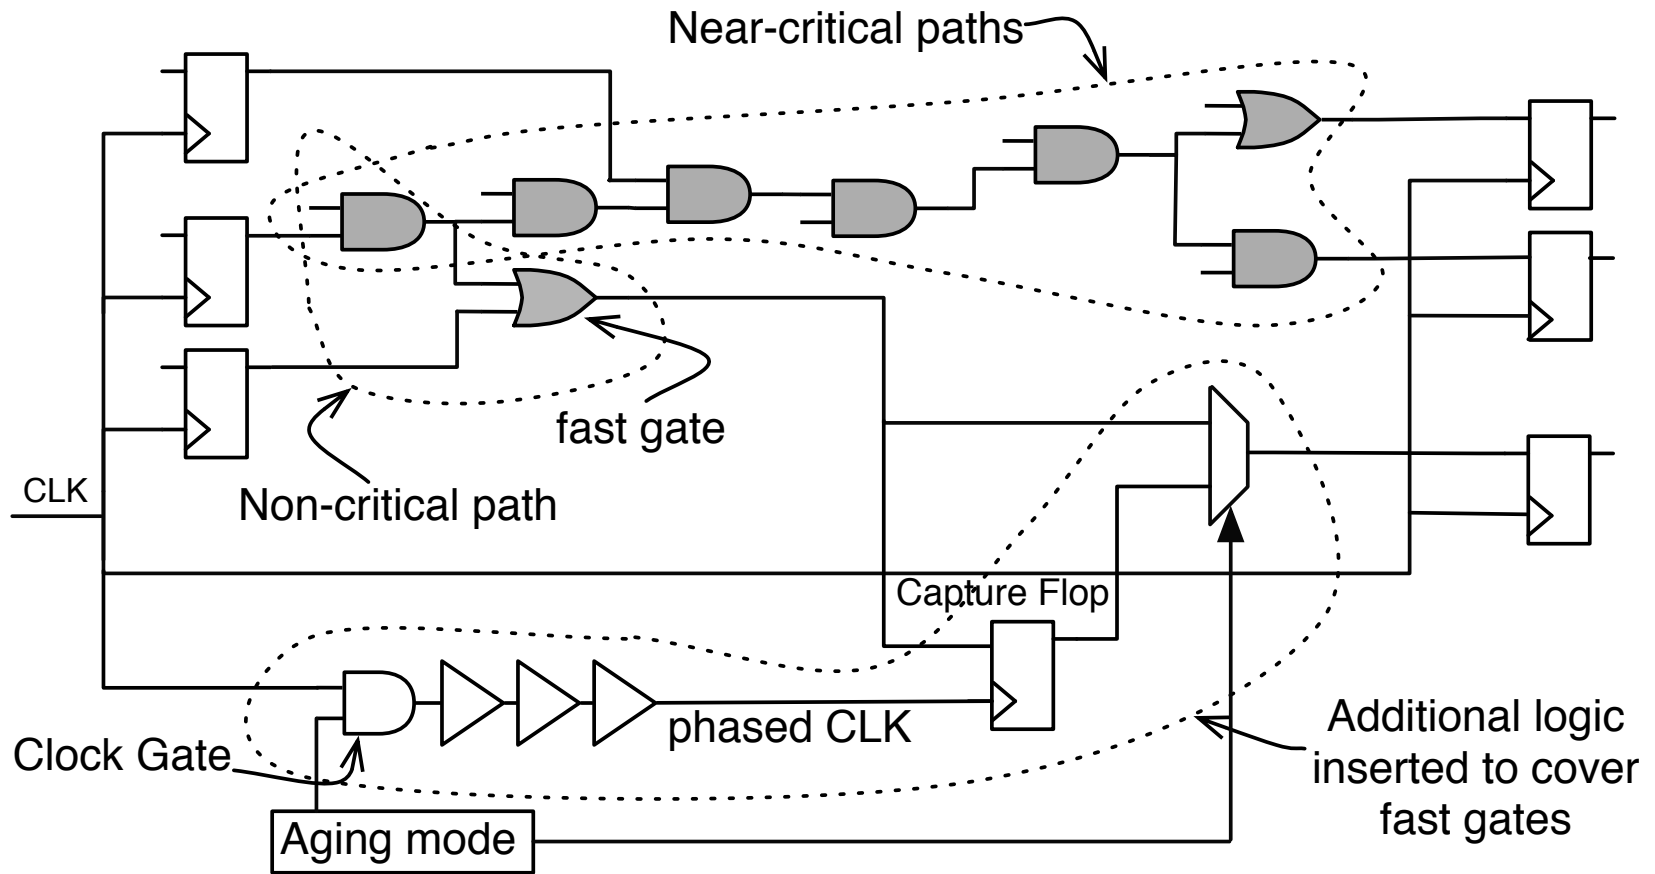 Near-critical paths
fast gate
CLK
Non-critical path
Capture Flop
phased CLK
Clock Gate
Additional logic
inserted to cover
fast gates
Aging mode